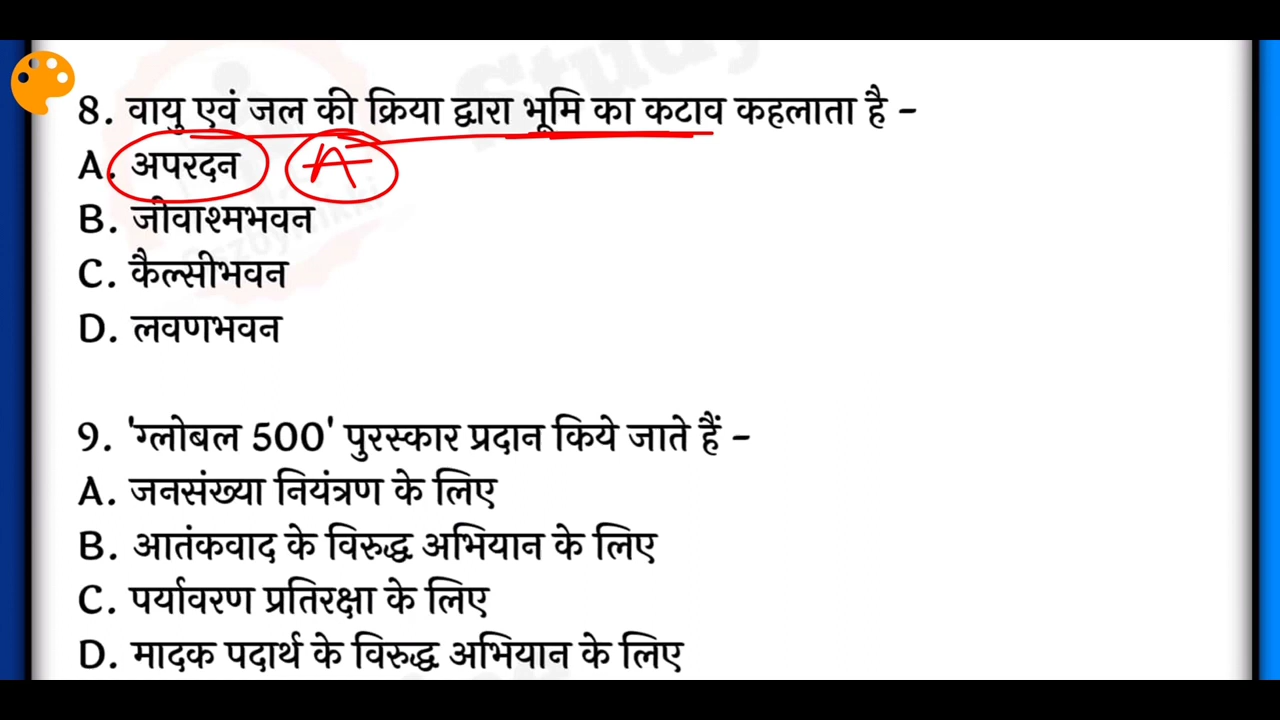 8. वायु एवं जल की क्रिया द्वारा भूमि का कटाव कहलाता है -
A. अपरदन A
B. जीवाश्मभवन
C. कैल्सीभवन
D. लवणभवन
9. 'ग्लोबल 500' पुरस्कार प्रदान किये जाते हैं -
A. जनसंख्या नियंत्रण के लिए
B. आतंकवाद के विरुद्ध अभियान के लिए
C. पर्यावरण प्रतिरक्षा के लिए
D. मादक पदार्थ के विरुद्ध अभियान के लिए
Study